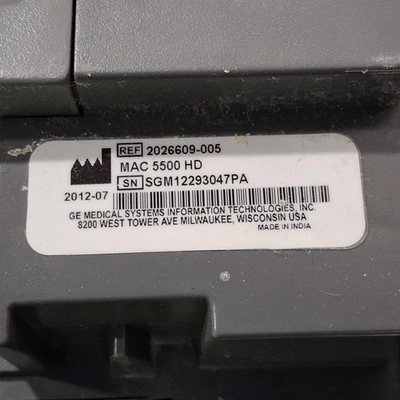 REF 2026609-005
MAC 5500 HD
2012-07 SN SGM12293047PA
GE MEDICAL SYSTEMS INFORMATION TECHNOLOGIES, INC.
8200 WEST TOWER AVE MILWAUKEE, WISCONSIN USA
MADE IN INDIA